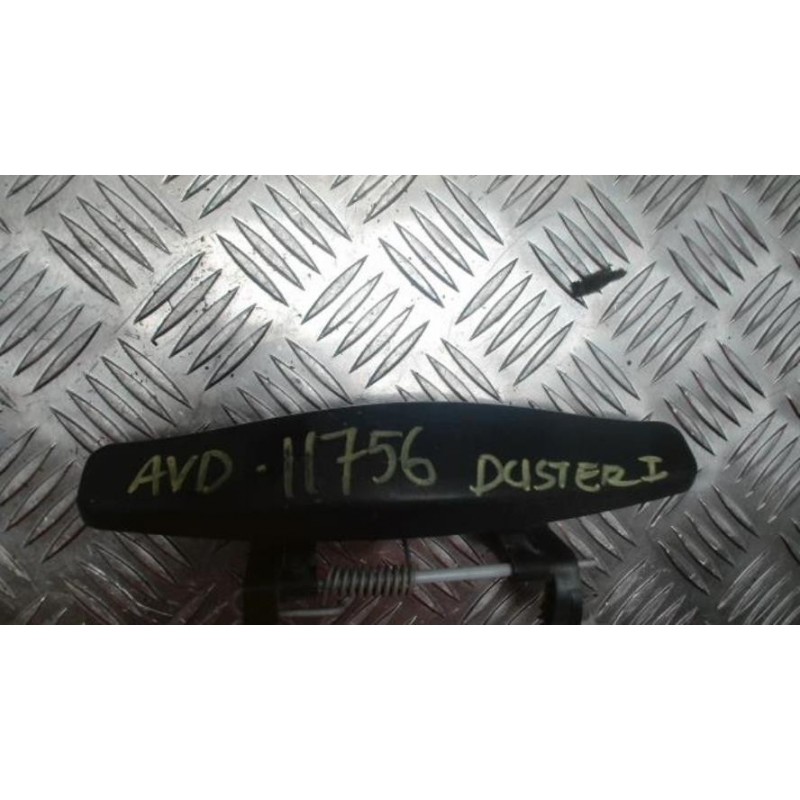 AVD - 11756 DUSTER I